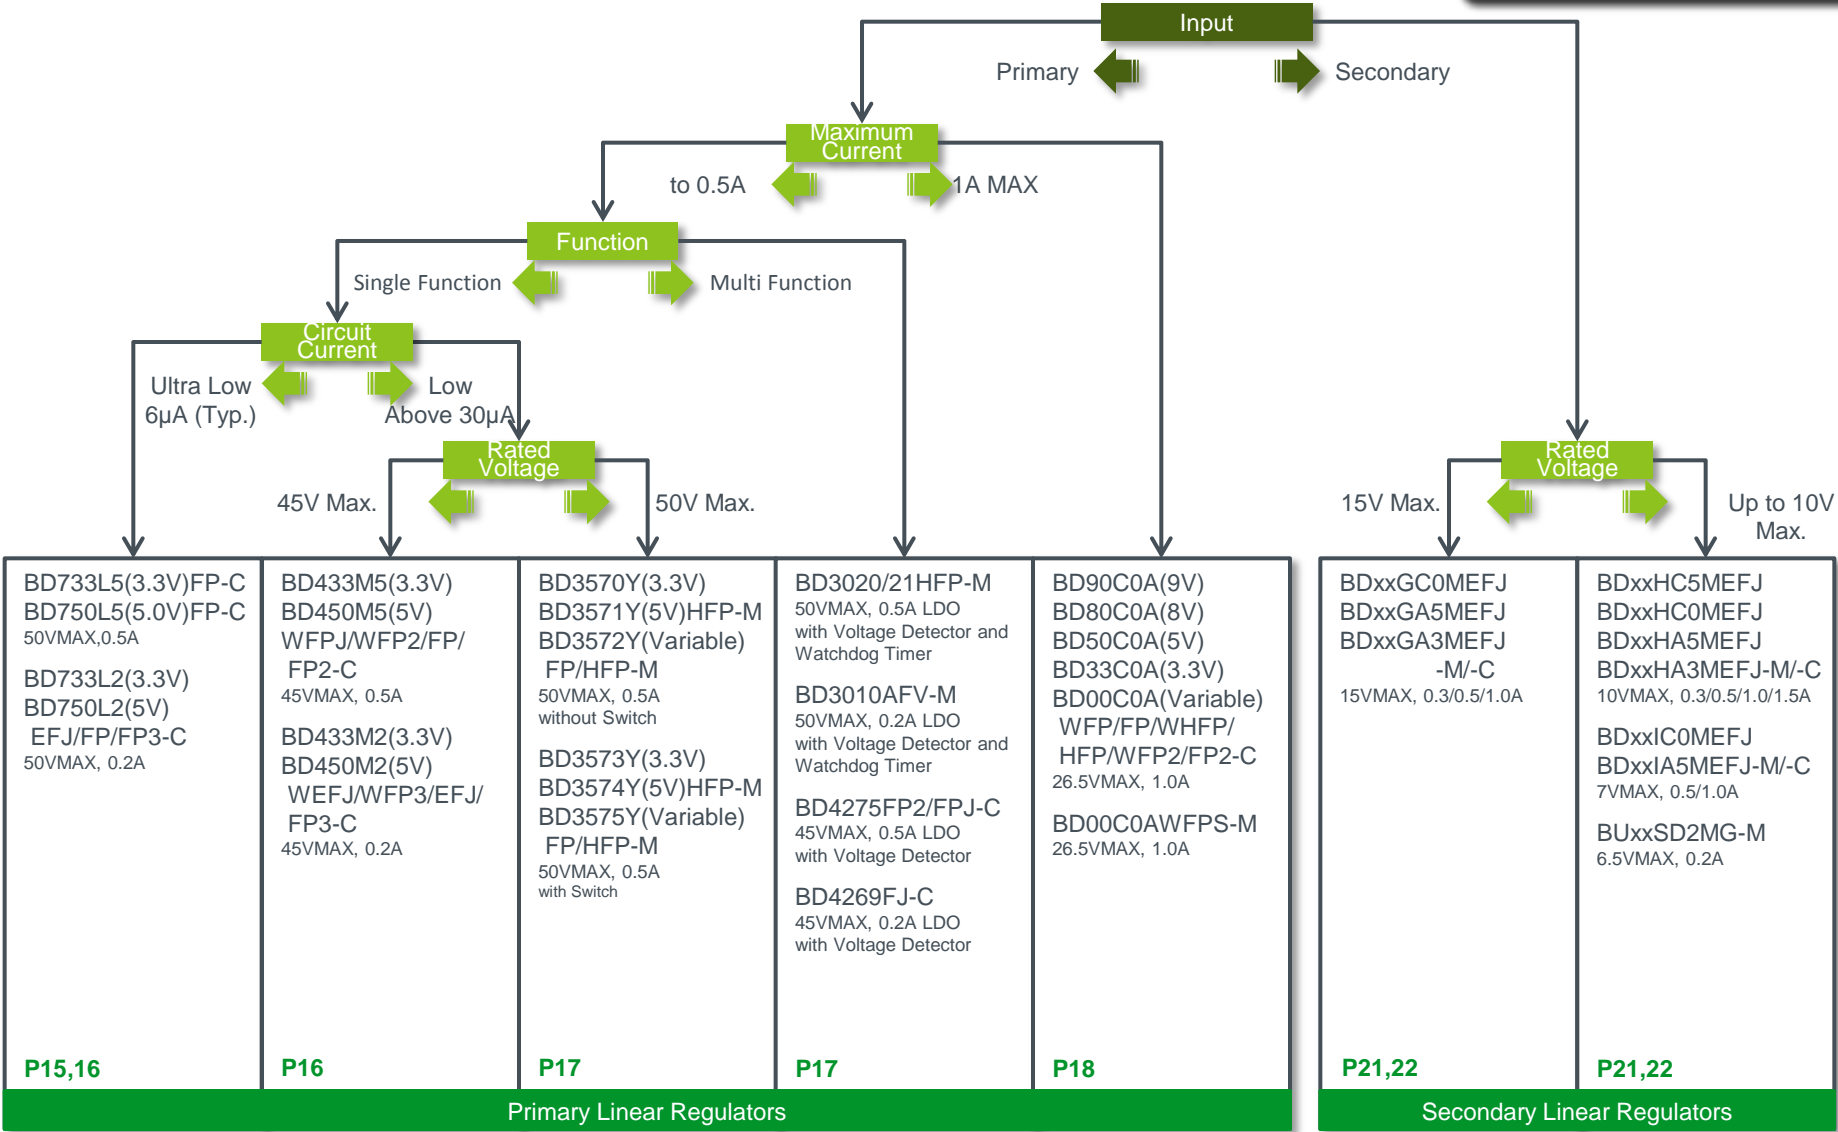 Input
Primary
Secondary
Maximum
Current
to 0.5A
1A MAX
Function
Single Function
Multi Function
Circuit
Current
Ultra Low
6µA (Typ.)
Low
Above 30µA
Rated
Voltage
45V Max.
50V Max.
Rated
Voltage
15V Max.
Up to 10V
Max.
BD733L5(3.3V)FP-C
BD750L5(5.0V)FP-C
50VMAX,0.5A
BD733L2(3.3V)
BD750L2(5V)
EFJ/FP/FP3-C
50VMAX, 0.2A
P15,16
BD433M5(3.3V)
BD450M5(5V)
WFPJ/WFP2/FP/
FP2-C
45VMAX, 0.5A
BD433M2(3.3V)
BD450M2(5V)
WEFJ/WFP3/EFJ/
FP3-C
45VMAX, 0.2A
P16
BD3570Y(3.3V)
BD3571Y(5V)HFP-M
BD3572Y(Variable)
FP/HFP-M
50VMAX, 0.5A
without Switch
BD3573Y(3.3V)
BD3574Y(5V)HFP-M
BD3575Y(Variable)
FP/HFP-M
50VMAX, 0.5A
with Switch
P17
BD3020/21HFP-M
50VMAX, 0.5A LDO
with Voltage Detector and
Watchdog Timer
BD3010AFV-M
50VMAX, 0.2A LDO
with Voltage Detector and
Watchdog Timer
BD4275FP2/FPJ-C
45VMAX, 0.5A LDO
with Voltage Detector
BD4269FJ-C
45VMAX, 0.2A LDO
with Voltage Detector
P17
BD90C0A(9V)
BD80C0A(8V)
BD50C0A(5V)
BD33C0A(3.3V)
BD00C0A(Variable)
WFP/FP/WHFP/
HFP/WFP2/FP2-C
26.5VMAX, 1.0A
BD00C0AWFPS-M
26.5VMAX, 1.0A
P18
Primary Linear Regulators
BDxxGC0MEFJ
BDxxGA5MEFJ
BDxxGA3MEFJ
-M/-C
15VMAX, 0.3/0.5/1.0A
P21,22
BDxxHC5MEFJ
BDxxHC0MEFJ
BDxxHA5MEFJ
BDxxHA3MEFJ-M/-C
10VMAX, 0.3/0.5/1.0/1.5A
BDxxIC0MEFJ
BDxxIA5MEFJ-M/-C
7VMAX, 0.5/1.0A
BUxxSD2MG-M
6.5VMAX, 0.2A
P21,22
Secondary Linear Regulators